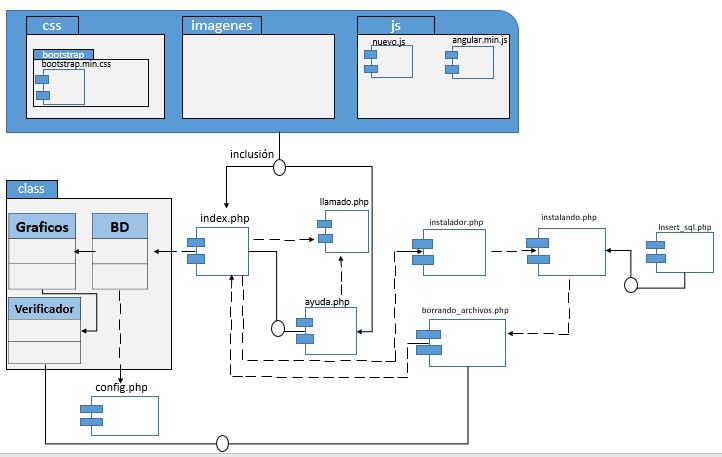 css
imagenes
js
bootstrap
bootstrap.min.css
nuevo.js
angular.min.js
inclusión
class
Graficos
BD
Verificador
index.php
llamado.php
ayuda.php
instalador.php
instalando.php
Insert_sql.php
borrando_archivos.php
config.php